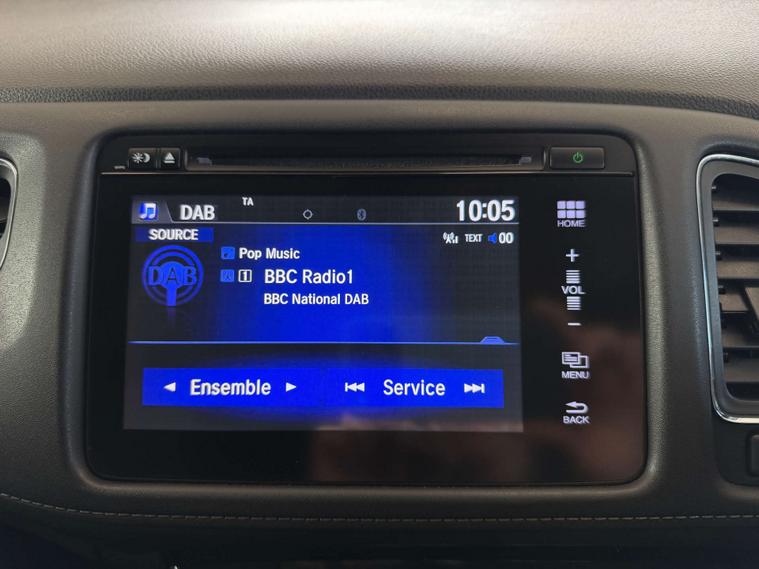 TA
DAB
10:05
SOURCE
TEXT
00
Pop Music
DAB
1
BBC Radio1
BBC National DAB
Ensemble
Service
HOME
+
VOL
−
MENU
BACK